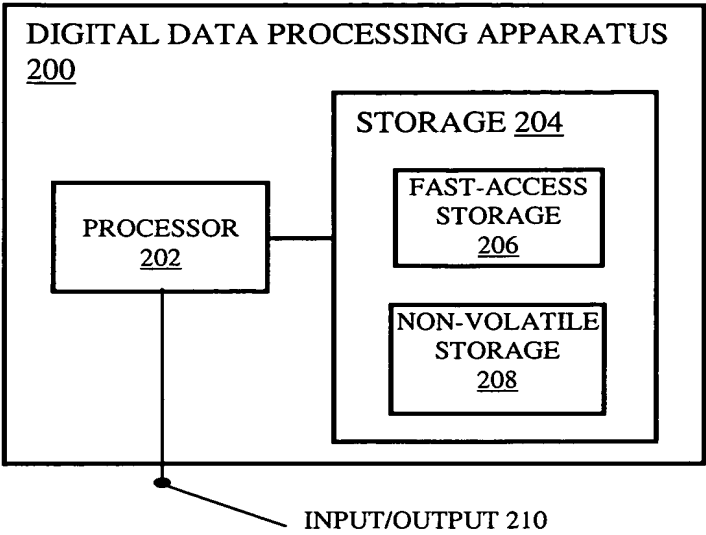 DIGITAL DATA PROCESSING APPARATUS
200
STORAGE 204
FAST-ACCESS
STORAGE
206
PROCESSOR
202
NON-VOLATILE
STORAGE
208
INPUT/OUTPUT 210